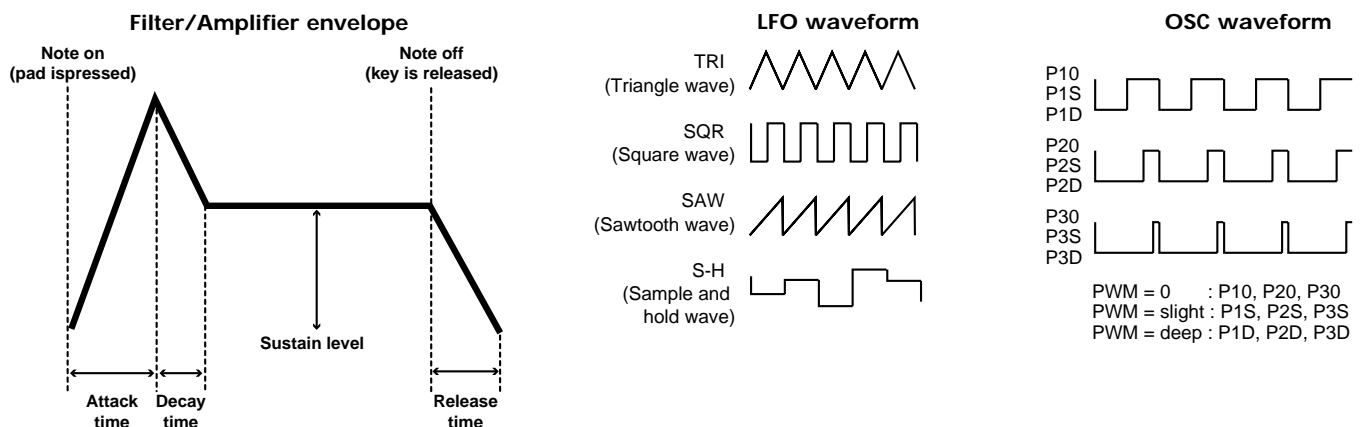 Filter/Amplifier envelope
Note on
(pad ispressed)
Note off
(key is released)
Sustain level
Attack
time
Decay
time
Release
time
LFO waveform
TRI
(Triangle wave)
SQR
(Square wave)
SAW
(Sawtooth wave)
S-H
(Sample and
hold wave)
OSC waveform
P10
P1S
P1D
P20
P2S
P2D
P30
P3S
P3D
PWM = 0 : P10, P20, P30
PWM = slight : P1S, P2S, P3S
PWM = deep : P1D, P2D, P3D